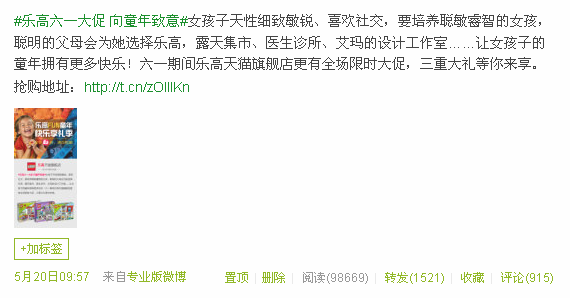 #乐高六一大促 向童年致意#女孩子天性细致敏锐、喜欢社交，要培养聪敏睿智的女孩，
聪明的父母会为她选择乐高，露天集市、医生诊所、艾玛的设计工作室……让女孩子的
童年拥有更多快乐！六一期间乐高天猫旗舰店更有全场限时大促，三重大礼等你来享。
抢购地址：http://t.cn/zOlllKn
乐高FUN童年
快乐享礼季
+加标签
5月20日09:57 来自专业版微博 置顶 | 删除 | 阅读(98669) | 转发(1521) | 收藏 | 评论(915)